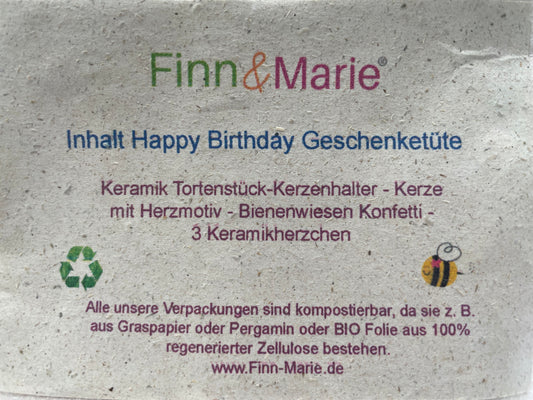 Finn&Marie®
Inhalt Happy Birthday Geschenketüte
Keramik Tortenstück-Kerzenhalter - Kerze
mit Herzmotiv - Bienenwiesen Konfetti -
3 Keramikherzchen
Alle unsere Verpackungen sind kompostierbar, da sie z. B.
aus Graspapier oder Pergamin oder BIO Folie aus 100%
regenerierter Zellulose bestehen.
www.Finn-Marie.de